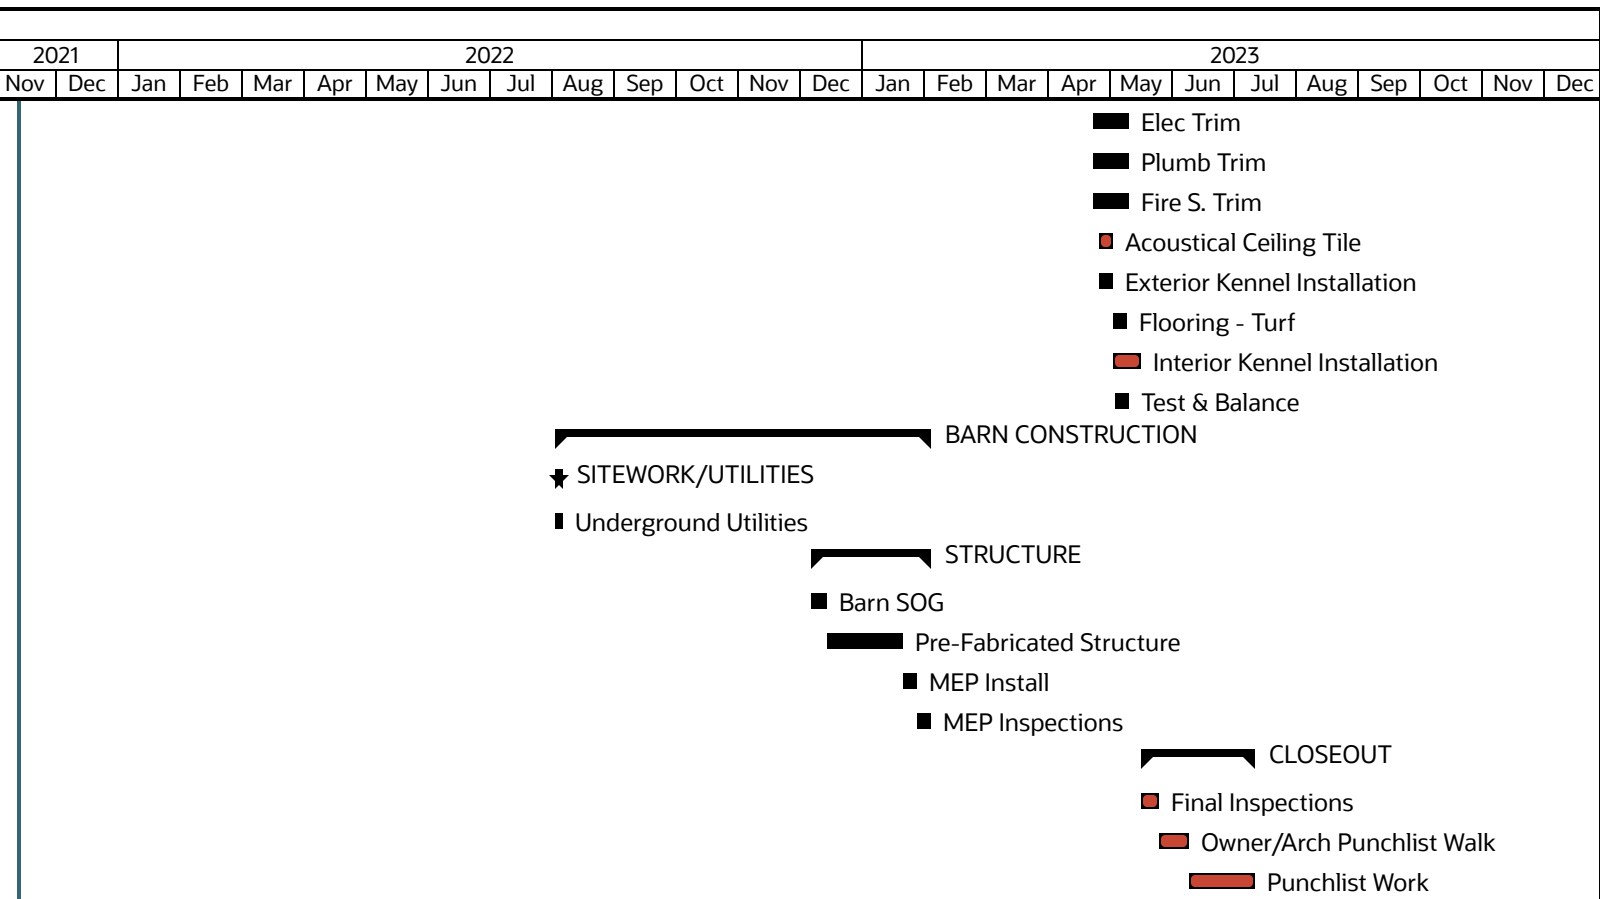 2021 2022 2023
Nov Dec Jan Feb Mar Apr May Jun Jul Aug Sep Oct Nov Dec Jan Feb Mar Apr May Jun Jul Aug Sep Oct Nov Dec
Elec Trim
Plumb Trim
Fire S. Trim
Acoustical Ceiling Tile
Exterior Kennel Installation
Flooring - Turf
Interior Kennel Installation
Test & Balance
BARN CONSTRUCTION
SITEWORK/UTILITIES
Underground Utilities
STRUCTURE
Barn SOG
Pre-Fabricated Structure
MEP Install
MEP Inspections
CLOSEOUT
Final Inspections
Owner/Arch Punchlist Walk
Punchlist Work